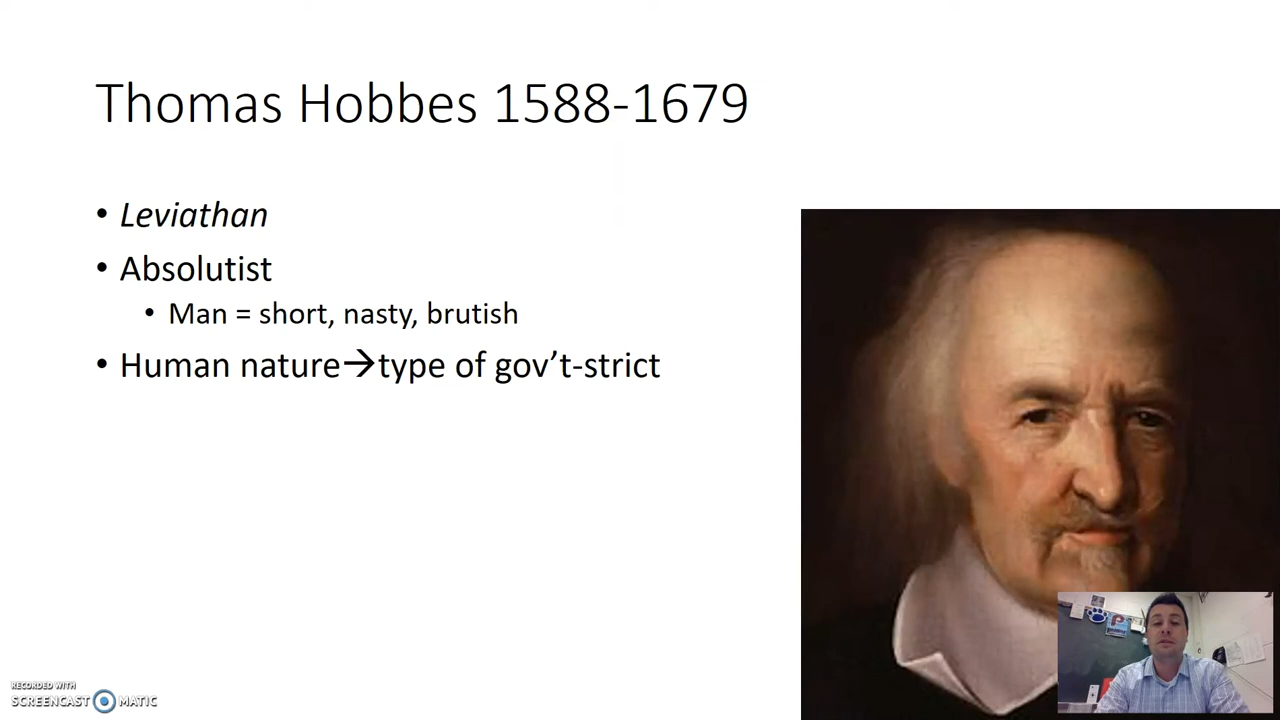 Thomas Hobbes 1588-1679
• Leviathan
• Absolutist
• Man = short, nasty, brutish
• Human nature→type of gov’t-strict
RECORDED WITH
SCREENCAST MATIC